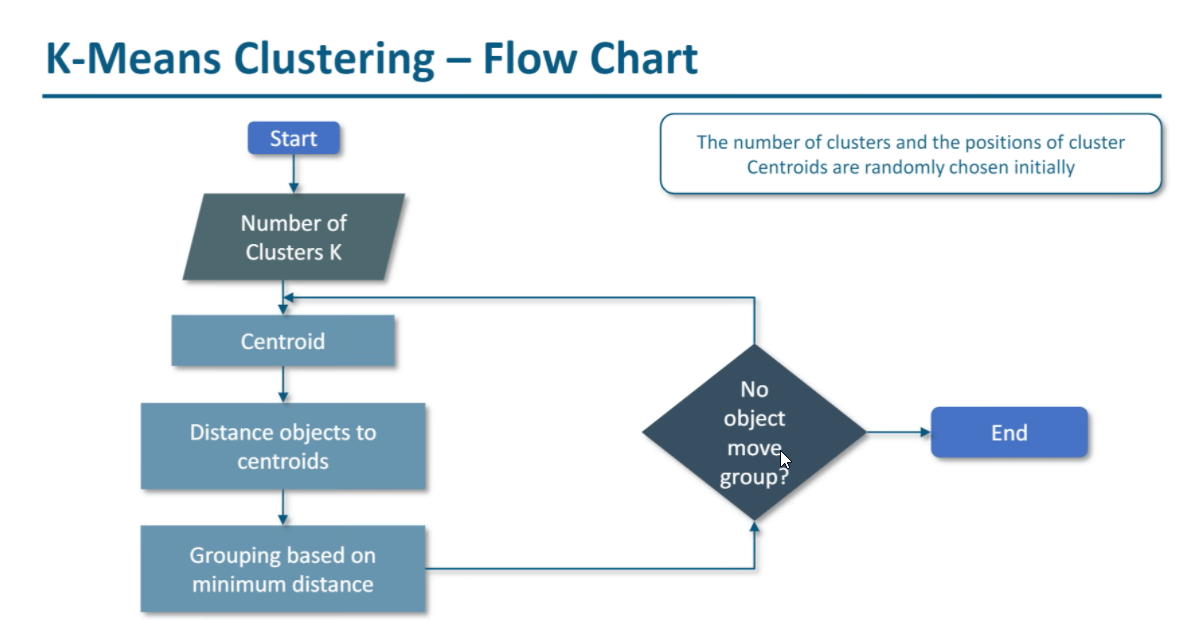 K-Means Clustering – Flow Chart
Start
The number of clusters and the positions of cluster
Centroids are randomly chosen initially
Number of
Clusters K
Centroid
Distance objects to
centroids
Grouping based on
minimum distance
No
object
move
group?
End